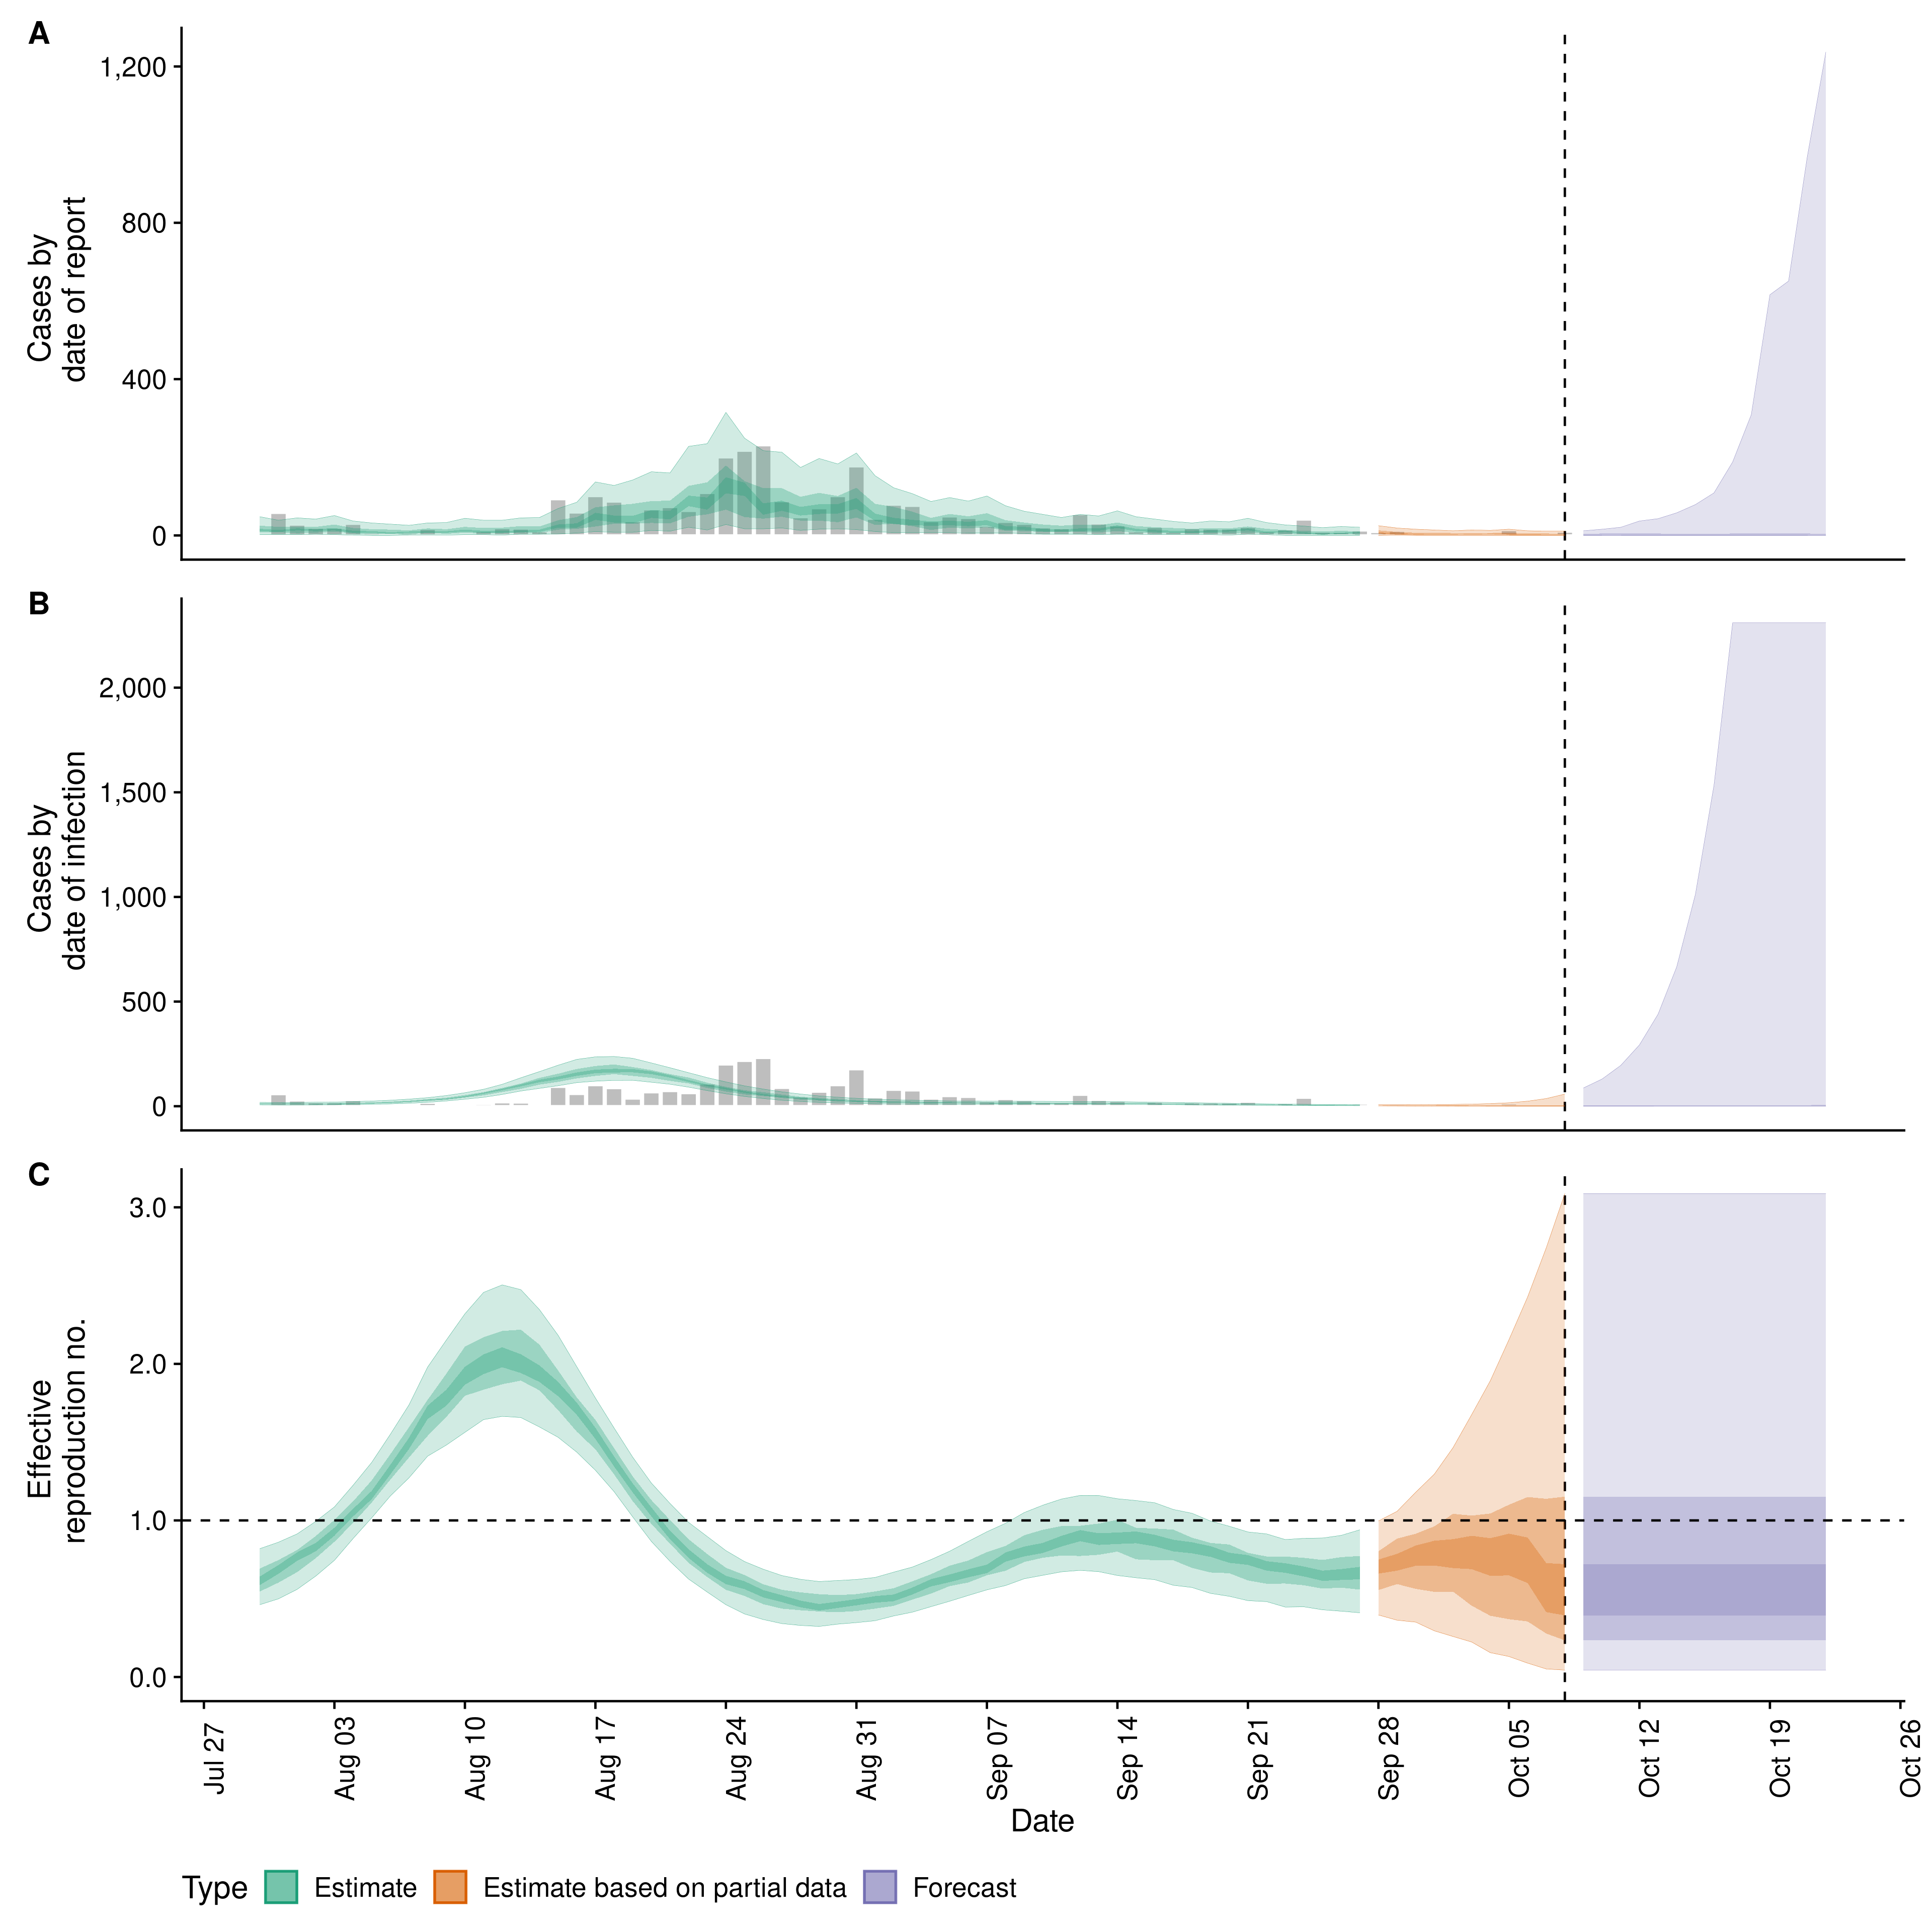 A
1,200
800
400
0
Cases by
date of report
B
2,000
1,500
1,000
500
0
Cases by
date of infection
C
3.0
2.0
1.0
0.0
Effective
reproduction no.
Jul 27
Aug 03
Aug 10
Aug 17
Aug 24
Aug 31
Sep 07
Sep 14
Sep 21
Sep 28
Oct 05
Oct 12
Oct 19
Oct 26
Date
Type Estimate Estimate based on partial data Forecast